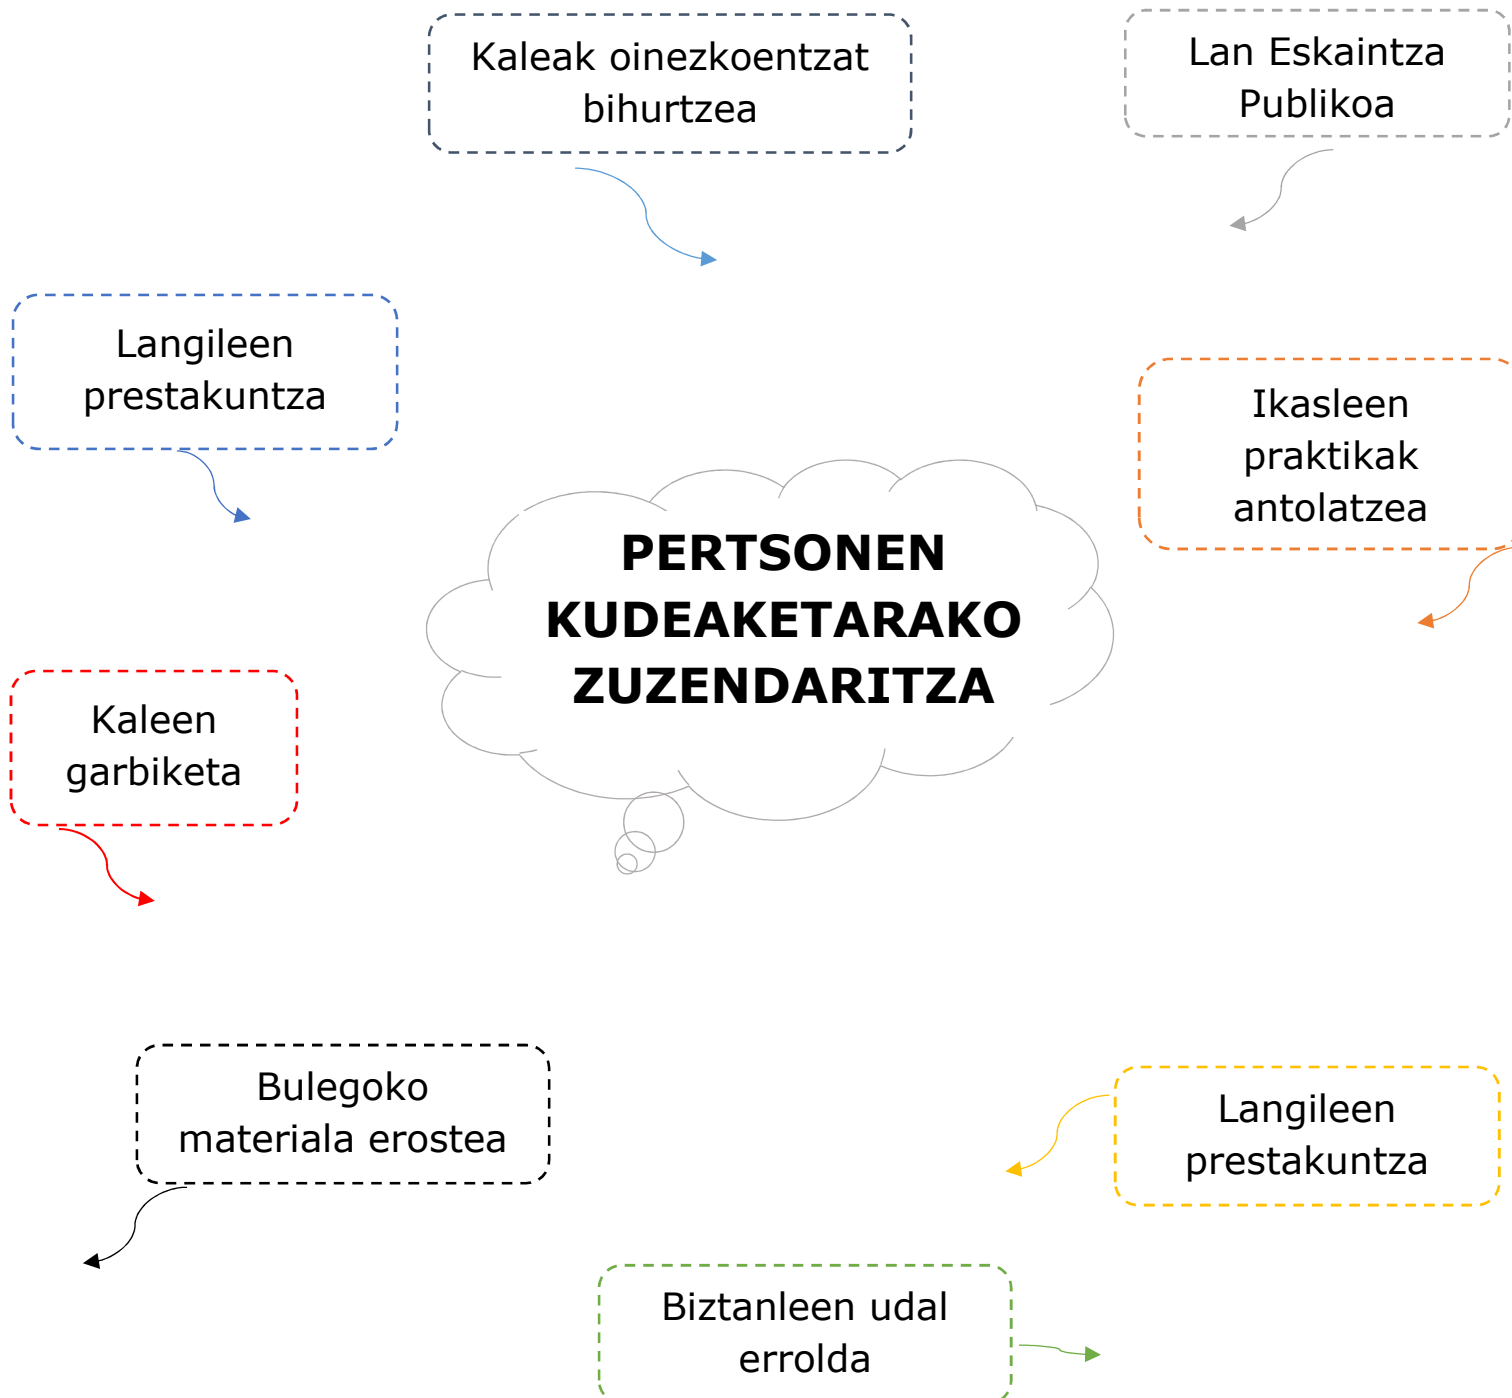 Kaleak oinezkoentzat
bihurtzea
Lan Eskaintza
Publikoa
Langileen
prestakuntza
Ikasleen
praktikak
antolatzea
PERTSONEN
KUDEAKETARAKO
ZUZENDARITZA
Kaleen
garbiketa
Bulegoko
materiala erostea
Langileen
prestakuntza
Biztanleen udal
errolda